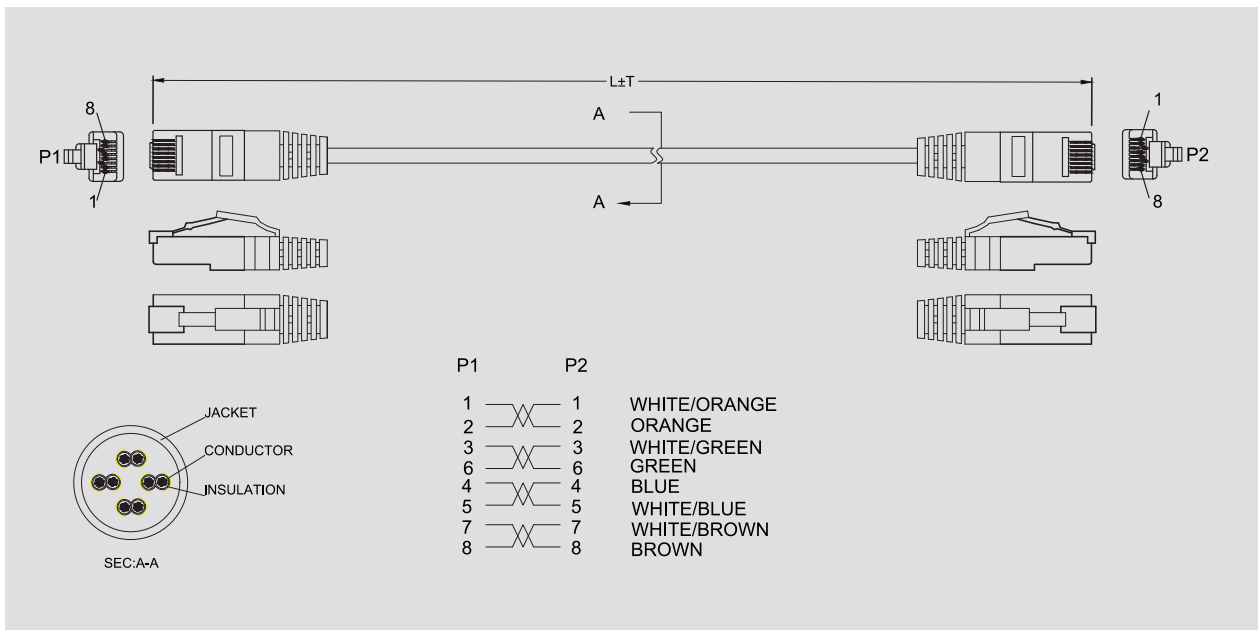 L±T
8
P1
1
A
A
1
P2
8
P1 P2
1 1 WHITE/ORANGE
2 2 ORANGE
3 3 WHITE/GREEN
6 6 GREEN
4 4 BLUE
5 5 WHITE/BLUE
7 7 WHITE/BROWN
8 8 BROWN
JACKET
CONDUCTOR
INSULATION
SEC:A-A